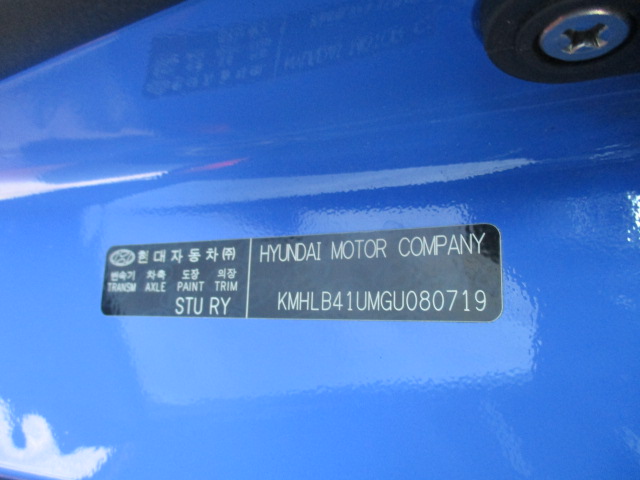 현대자동차(주)
변속기 차축 도장 의장
TRANSM AXLE PAINT TRIM
STU RY
HYUNDAI MOTOR COMPANY
KMHLB41UMGU080719